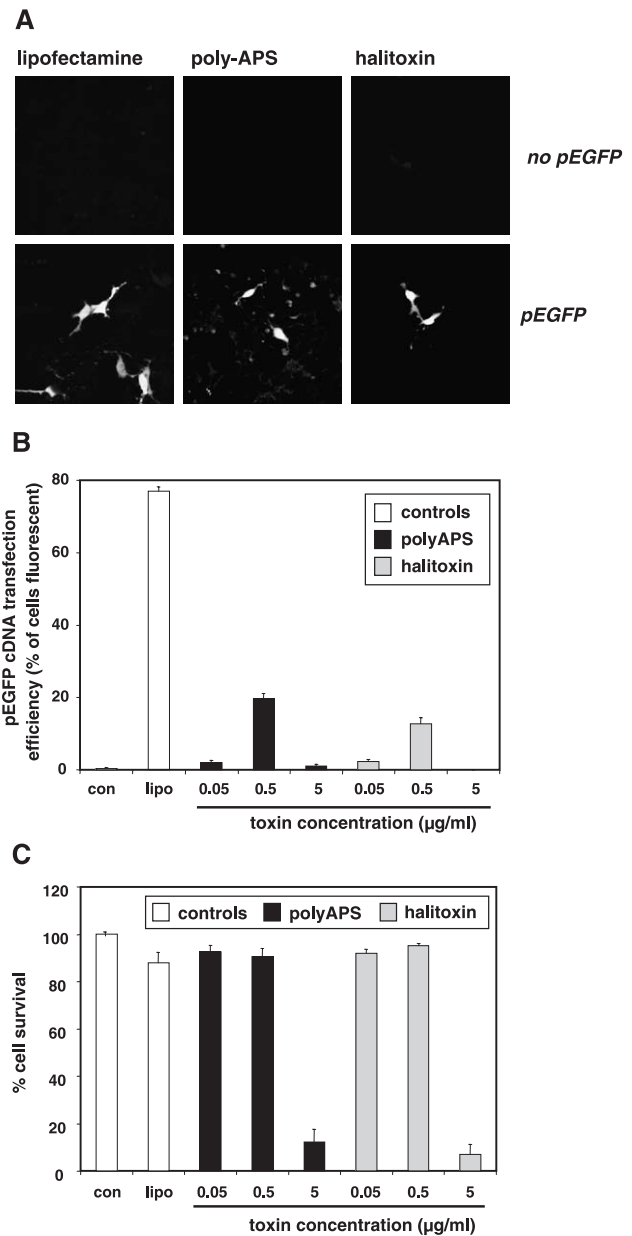 A
lipofectamine poly-APS halitoxin
no pEGFP
pEGFP
B
pEGFP cDNA transfection
efficiency (% of cells fluorescent)
80
60
40
20
0
controls
polyAPS
halitoxin
con lipo 0.05 0.5 5 0.05 0.5 5
toxin concentration (µg/ml)
C
% cell survival
120
100
80
60
40
20
0
controls polyAPS halitoxin
con lipo 0.05 0.5 5 0.05 0.5 5
toxin concentration (µg/ml)